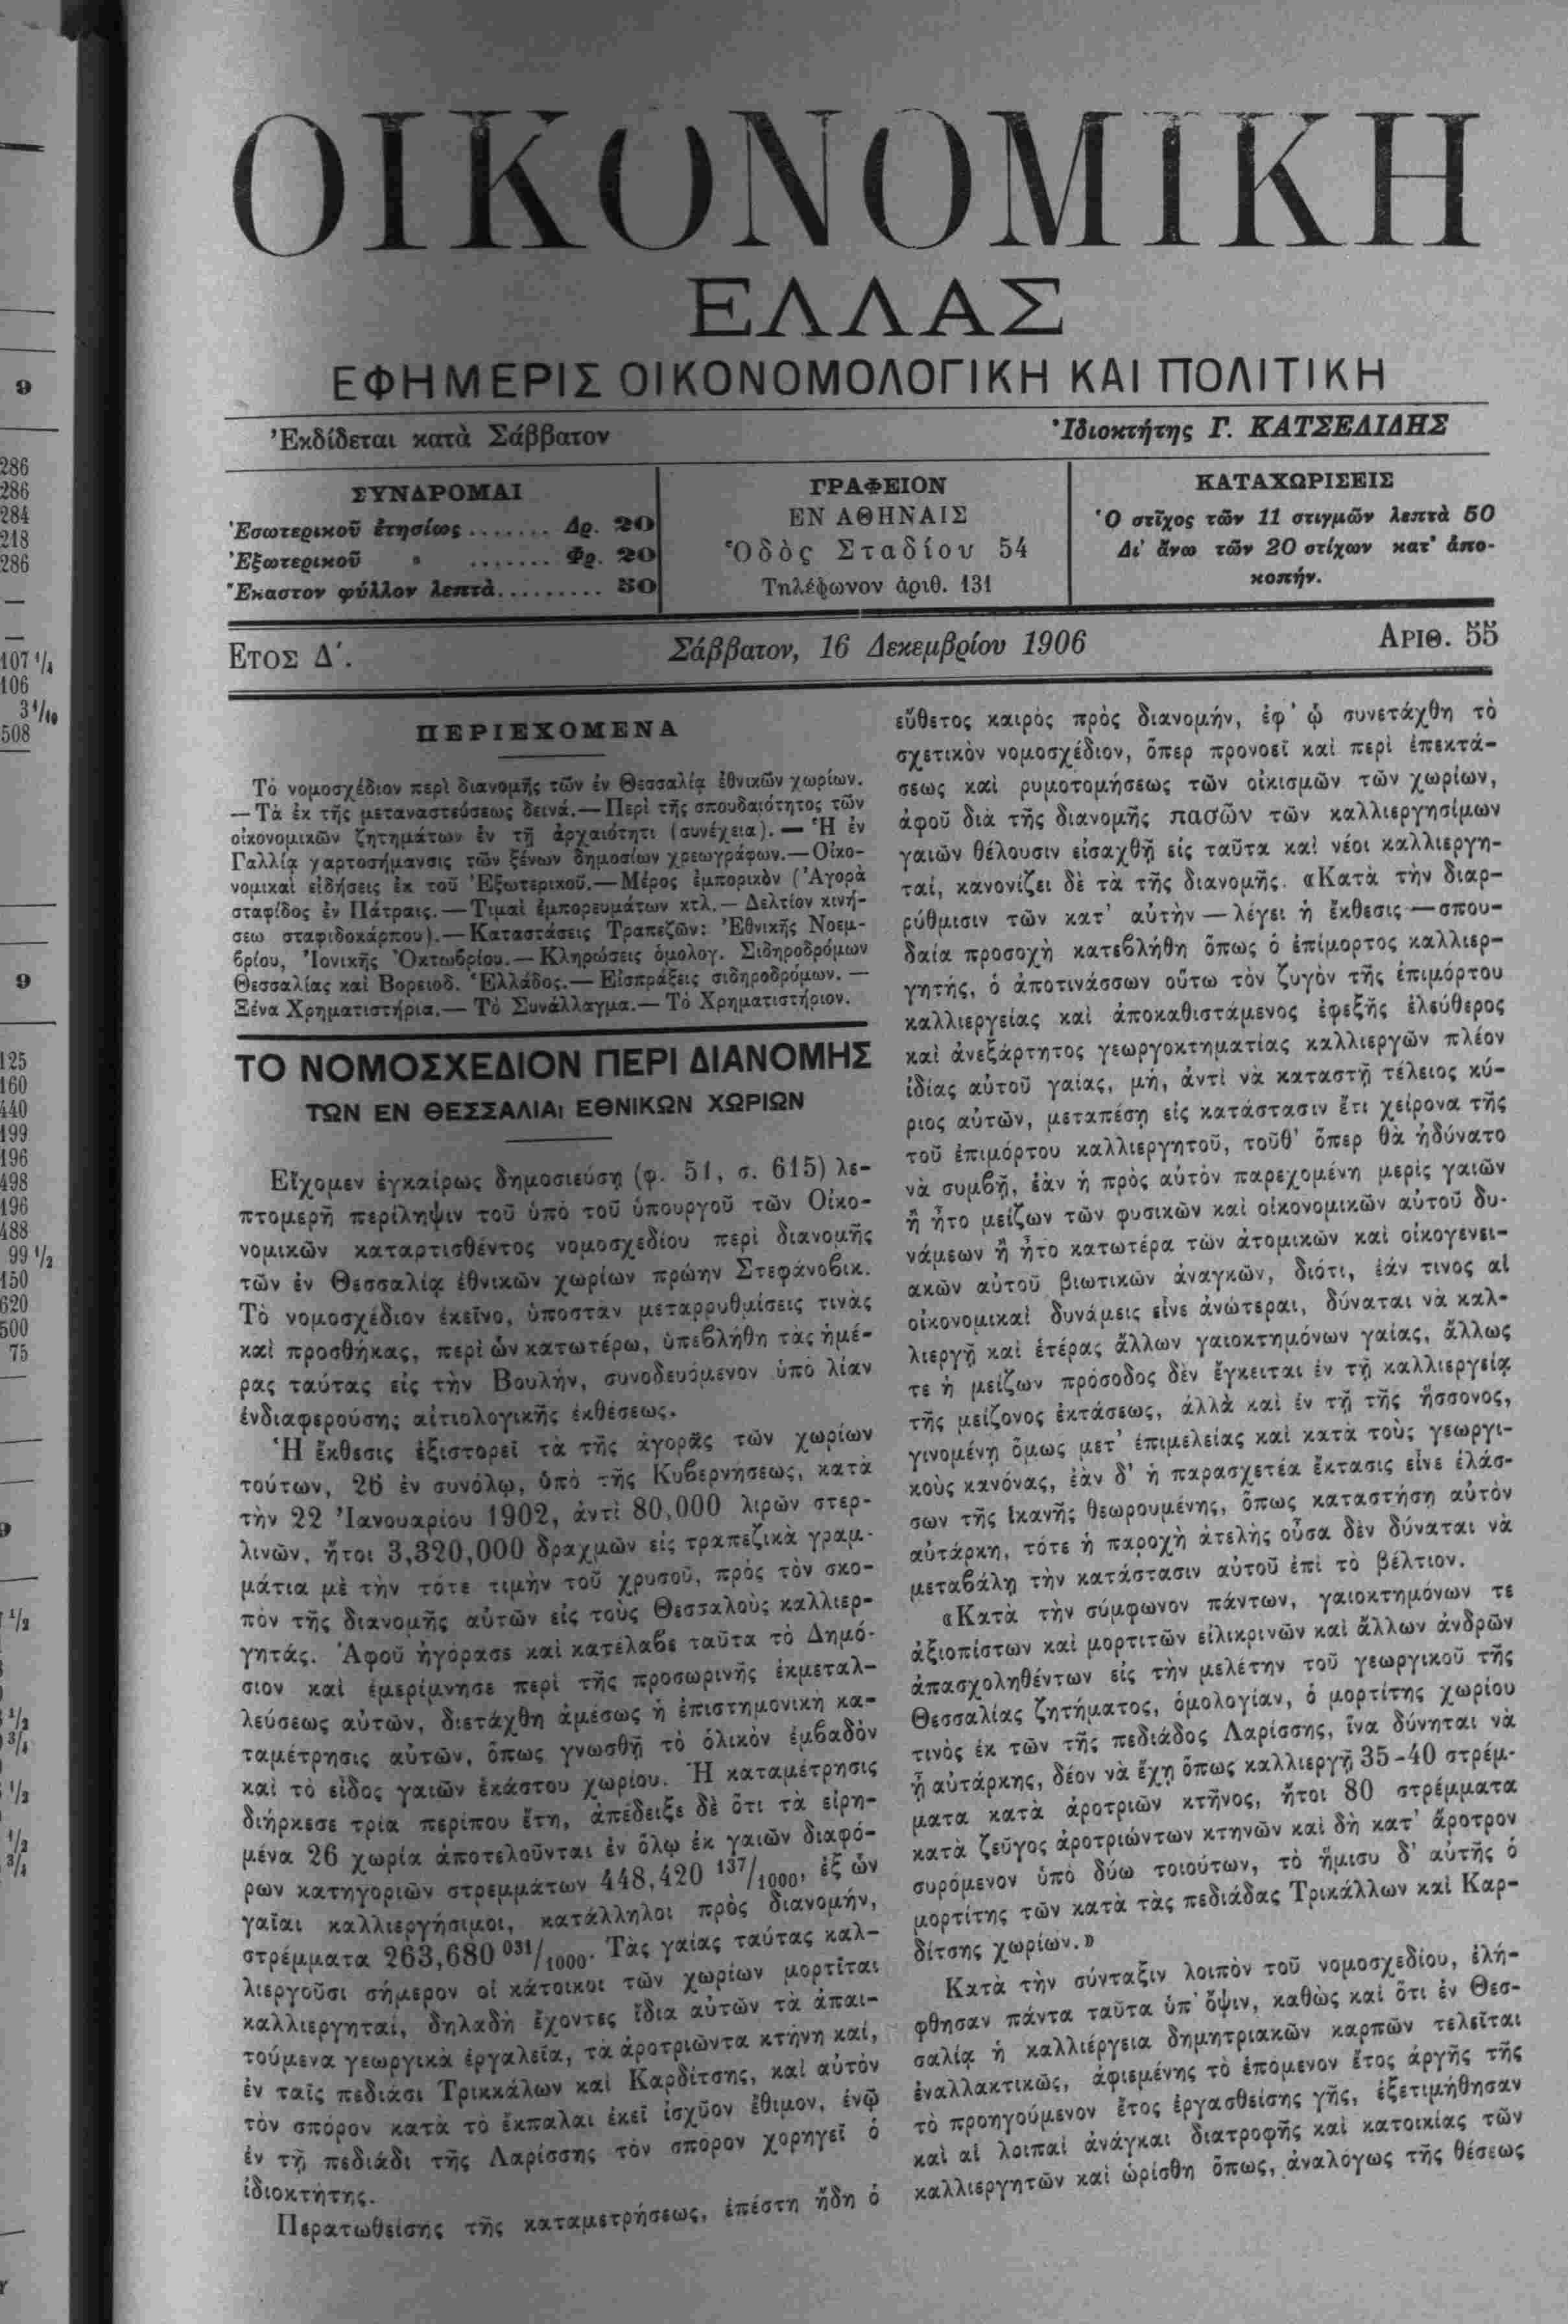 ΟΙΚΟΝΟΜΙΚΗ
ΕΛΛΑΣ
ΕΦΗΜΕΡΙΣ ΟΙΚΟΝΟΜΟΛΟΓΙΚΗ ΚΑΙ ΠΟΛΙΤΙΚΗ
Ἐκδίδεται κατὰ Σάββατον
Ἰδιοκτήτης Γ. ΚΑΤΣΕΛΙΔΗΣ
ΣΥΝΔΡΟΜΑΙ
Ἐσωτερικοῦ ἐτησίως ....... Δρ. 20
Ἐξωτερικοῦ » ....... Φρ. 20
Ἕκαστον φύλλον λεπτὰ ......... 50
ΓΡΑΦΕΙΟΝ
ΕΝ ΑΘΗΝΑΙΣ
Ὁδὸς Σταδίου 54
Τηλέφωνον ἀριθ. 131
ΚΑΤΑΧΩΡΙΣΕΙΣ
Ὁ στῖχος τῶν 11 στιγμῶν λεπτὰ 50
Δι' ἄνω τῶν 20 στίχων κατ' ἀπο-
κοπήν.
ΕΤΟΣ Δ΄.
Σάββατον, 16 Δεκεμβρίου 1906
ΑΡΙΘ. 55
ΠΕΡΙΕΧΟΜΕΝΑ
Τὸ νομοσχέδιον περὶ διανομῆς τῶν ἐν Θεσσαλίᾳ ἐθνικῶν χωρίων.
— Τὰ ἐκ τῆς μεταναστεύσεως δεινά.— Περὶ τῆς σπουδαιότητος τῶν
οἰκονομικῶν ζητημάτων ἐν τῇ ἀρχαιότητι (συνέχεια). — Ἡ ἐν
Γαλλίᾳ χαρτοσήμανσις τῶν ξένων δημοσίων χρεωγράφων.— Οἰκο-
νομικαὶ εἰδήσεις ἐκ τοῦ Ἐξωτερικοῦ.— Μέρος ἐμπορικὸν (Ἀγορὰ
σταφίδος ἐν Πάτραις.— Τιμαὶ ἐμπορευμάτων κτλ.— Δελτίον κινή-
σεω σταφιδοκάρπου).— Καταστάσεις Τραπεζῶν: Ἐθνικῆς Νοεμ-
βρίου, Ἰονικῆς Ὀκτωβρίου.— Κληρώσεις ὁμολογ. Σιδηροδρόμων
Θεσσαλίας καὶ Βορειοδ. Ἑλλάδος.— Εἰσπράξεις σιδηροδρόμων. —
Ξένα Χρηματιστήρια.— Τὸ Συνάλλαγμα.— Τὸ Χρηματιστήριον.
ΤΟ ΝΟΜΟΣΧΕΔΙΟΝ ΠΕΡΙ ΔΙΑΝΟΜΗΣ
ΤΩΝ ΕΝ ΘΕΣΣΑΛΙΑι ΕΘΝΙΚΩΝ ΧΩΡΙΩΝ
Εἴχομεν ἐγκαίρως δημοσιεύσῃ (φ. 51, σ. 615) λε-
πτομερῆ περίληψιν τοῦ ὑπὸ τοῦ ὑπουργοῦ τῶν Οἰκο-
νομικῶν καταρτισθέντος νομοσχεδίου περὶ διανομῆς
τῶν ἐν Θεσσαλίᾳ ἐθνικῶν χωρίων πρώην Στεφάνοβικ.
Τὸ νομοσχέδιον ἐκεῖνο, ὑποστὰν μεταρρυθμίσεις τινὰς
καὶ προσθήκας, περὶ ὧν κατωτέρω, ὑπεβλήθη τὰς ἡμέ-
ρας ταύτας εἰς τὴν Βουλήν, συνοδευόμενον ὑπὸ λίαν
ἐνδιαφερούσης αἰτιολογικῆς ἐκθέσεως.
Ἡ ἔκθεσις ἐξιστορεῖ τὰ τῆς ἀγορᾶς τῶν χωρίων
τούτων, 26 ἐν συνόλῳ, ὑπὸ τῆς Κυβερνήσεως, κατὰ
τὴν 22 Ἰανουαρίου 1902, ἀντὶ 80,000 λιρῶν στερ-
λινῶν, ἤτοι 3,320,000 δραχμῶν εἰς τραπεζικὰ γραμ-
μάτια μὲ τὴν τότε τιμὴν τοῦ χρυσοῦ, πρὸς τὸν σκο-
πὸν τῆς διανομῆς αὐτῶν εἰς τοὺς Θεσσαλοὺς καλλιερ-
γητάς. Ἀφοῦ ἠγόρασε καὶ κατέλαβε ταῦτα τὸ Δημό-
σιον καὶ ἐμερίμνησε περὶ τῆς προσωρινῆς ἐκμεταλ-
λεύσεως αὐτῶν, διετάχθη ἀμέσως ἡ ἐπιστημονικὴ κα-
ταμέτρησις αὐτῶν, ὅπως γνωσθῇ τὸ ὁλικὸν ἐμβαδὸν
καὶ τὸ εἶδος γαιῶν ἑκάστου χωρίου. Ἡ καταμέτρησις
διήρκεσε τρία περίπου ἔτη, ἀπέδειξε δὲ ὅτι τὰ εἰρη-
μένα 26 χωρία ἀποτελοῦνται ἐν ὅλῳ ἐκ γαιῶν διαφό-
ρων κατηγοριῶν στρεμμάτων 448,420 137/1000, ἐξ ὧν
γαῖαι καλλιεργήσιμοι, κατάλληλοι πρὸς διανομήν,
στρέμματα 263,680 031/1000. Τὰς γαίας ταύτας καλ-
λιεργοῦσι σήμερον οἱ κάτοικοι τῶν χωρίων μορτῖται
καλλιεργηταί, δηλαδὴ ἔχοντες ἴδια αὐτῶν τὰ ἀπαι-
τούμενα γεωργικὰ ἐργαλεῖα, τὰ ἀροτριῶντα κτήνη καί,
ἐν ταῖς πεδιάσι Τρικκάλων καὶ Καρδίτσης, καὶ αὐτὸν
τὸν σπόρον κατὰ τὸ ἔκπαλαι ἐκεῖ ἰσχῦον ἔθιμον, ἐνῷ
ἐν τῇ πεδιάδι τῆς Λαρίσσης τὸν σπόρον χορηγεῖ ὁ
ἰδιοκτήτης.
Περατωθείσης τῆς καταμετρήσεως, ἐπέστη ἤδη ὁ
εὔθετος καιρὸς πρὸς διανομήν, ἐφ' ᾧ συνετάχθη τὸ
σχετικὸν νομοσχέδιον, ὅπερ προνοεῖ καὶ περὶ ἐπεκτά-
σεως καὶ ρυμοτομήσεως τῶν οἰκισμῶν τῶν χωρίων,
ἀφοῦ διὰ τῆς διανομῆς πασῶν τῶν καλλιεργησίμων
γαιῶν θέλουσιν εἰσαχθῇ εἰς ταῦτα καὶ νέοι καλλιεργη-
ταί, κανονίζει δὲ τὰ τῆς διανομῆς. «Κατὰ τὴν διαρ-
ρύθμισιν τῶν κατ' αὐτὴν — λέγει ἡ ἔκθεσις — σπου-
δαία προσοχὴ κατεβλήθη ὅπως ὁ ἐπίμορτος καλλιερ-
γητής, ὁ ἀποτινάσσων οὕτω τὸν ζυγὸν τῆς ἐπιμόρτου
καλλιεργείας καὶ ἀποκαθιστάμενος ἐφεξῆς ἐλεύθερος
καὶ ἀνεξάρτητος γεωργοκτηματίας καλλιεργῶν πλέον
ἰδίας αὐτοῦ γαίας, μή, ἀντὶ νὰ καταστῇ τέλειος κύ-
ριος αὐτῶν, μεταπέσῃ εἰς κατάστασιν ἔτι χείρονα τῆς
τοῦ ἐπιμόρτου καλλιεργητοῦ, τοῦθ' ὅπερ θὰ ἠδύνατο
νὰ συμβῇ, ἐὰν ἡ πρὸς αὐτὸν παρεχομένη μερὶς γαιῶν
ἢ ἦτο μείζων τῶν φυσικῶν καὶ οἰκονομικῶν αὐτοῦ δυ-
νάμεων ἢ ἦτο κατωτέρα τῶν ἀτομικῶν καὶ οἰκογενει-
ακῶν αὐτοῦ βιωτικῶν ἀναγκῶν, διότι, ἐάν τινος αἱ
οἰκονομικαὶ δυνάμεις εἶνε ἀνώτεραι, δύναται νὰ καλ-
λιεργῇ καὶ ἑτέρας ἄλλων γαιοκτημόνων γαίας, ἄλλως
τε ἡ μείζων πρόσοδος δὲν ἔγκειται ἐν τῇ καλλιεργείᾳ
τῆς μείζονος ἐκτάσεως, ἀλλὰ καὶ ἐν τῇ τῆς ἥσσονος,
γινομένῃ ὅμως μετ' ἐπιμελείας καὶ κατὰ τοὺς γεωργι-
κοὺς κανόνας, ἐὰν δ' ἡ παρασχετέα ἔκτασις εἶνε ἐλάσ-
σων τῆς ἱκανῆς θεωρουμένης, ὅπως καταστήσῃ αὐτὸν
αὐτάρκη, τότε ἡ παροχὴ ἀτελὴς οὖσα δὲν δύναται νὰ
μεταβάλῃ τὴν κατάστασιν αὐτοῦ ἐπὶ τὸ βέλτιον.
«Κατὰ τὴν σύμφωνον πάντων, γαιοκτημόνων τε
ἀξιοπίστων καὶ μορτιτῶν εἰλικρινῶν καὶ ἄλλων ἀνδρῶν
ἀπασχοληθέντων εἰς τὴν μελέτην τοῦ γεωργικοῦ τῆς
Θεσσαλίας ζητήματος, ὁμολογίαν, ὁ μορτίτης χωρίου
τινὸς ἐκ τῶν τῆς πεδιάδος Λαρίσσης, ἵνα δύνηται νὰ
ᾖ αὐτάρκης, δέον νὰ ἔχῃ ὅπως καλλιεργῇ 35-40 στρέμ-
ματα κατὰ ἀροτριῶν κτῆνος, ἤτοι 80 στρέμματα
κατὰ ζεῦγος ἀροτριώντων κτηνῶν καὶ δὴ κατ' ἄροτρον
συρόμενον ὑπὸ δύω τοιούτων, τὸ ἥμισυ δ' αὐτῆς ὁ
μορτίτης τῶν κατὰ τὰς πεδιάδας Τρικάλλων καὶ Καρ-
δίτσης χωρίων.»
Κατὰ τὴν σύνταξιν λοιπὸν τοῦ νομοσχεδίου, ἐλή-
φθησαν πάντα ταῦτα ὑπ' ὄψιν, καθὼς καὶ ὅτι ἐν Θεσ-
σαλίᾳ ἡ καλλιέργεια δημητριακῶν καρπῶν τελεῖται
ἐναλλακτικῶς, ἀφιεμένης τὸ ἑπόμενον ἔτος ἀργῆς τῆς
τὸ προηγούμενον ἔτος ἐργασθείσης γῆς, ἐξετιμήθησαν
καὶ αἱ λοιπαὶ ἀνάγκαι διατροφῆς καὶ κατοικίας τῶν
καλλιεργητῶν καὶ ὡρίσθη ὅπως, ἀναλόγως τῆς θέσεως